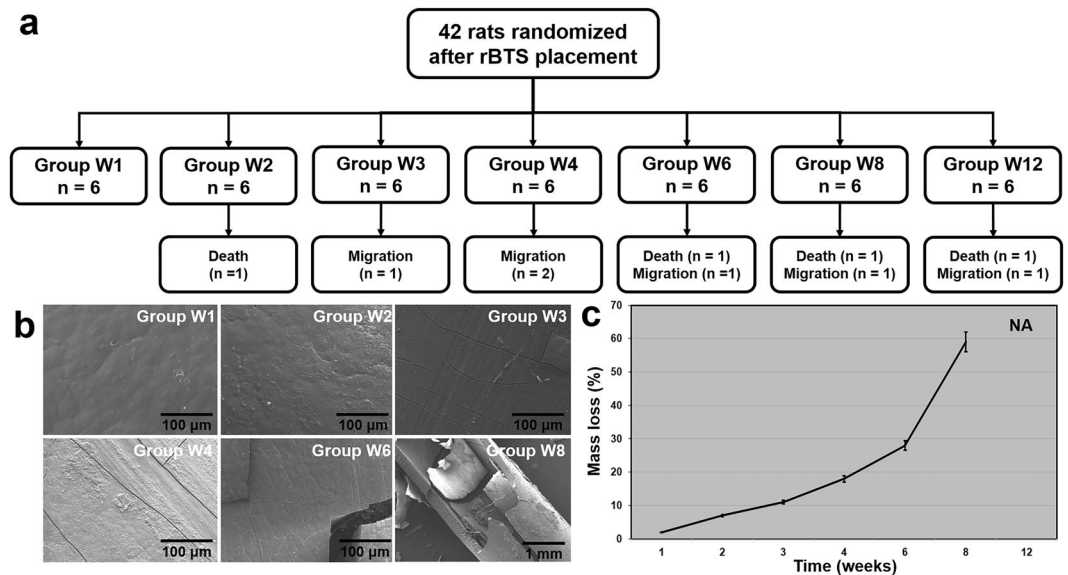 a
42 rats randomized
after rBTS placement
Group W1
n = 6
Group W2
n = 6
Group W3
n = 6
Group W4
n = 6
Group W6
n = 6
Group W8
n = 6
Group W12
n = 6
Death
(n =1)
Migration
(n = 1)
Migration
(n = 2)
Death (n = 1)
Migration (n =1)
Death (n = 1)
Migration (n = 1)
Death (n = 1)
Migration (n = 1)
b
Group W1
100 µm
Group W2
100 µm
Group W3
100 µm
Group W4
100 µm
Group W6
100 µm
Group W8
1 mm
c
NA
Mass loss (%)
70
60
50
40
30
20
10
0
1 2 3 4 6 8 12
Time (weeks)